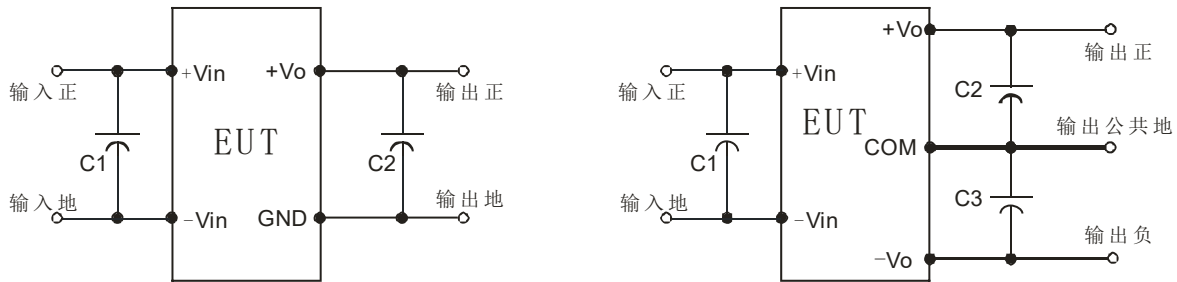 +Vin
+Vo
输入正
输出正
EUT
C1
C2
输入地
输出地
−Vin
GND
+Vo
输出正
+Vin
输入正
C2
EUT
输出公共地
COM
C1
C3
输入地
−Vin
输出负
−Vo